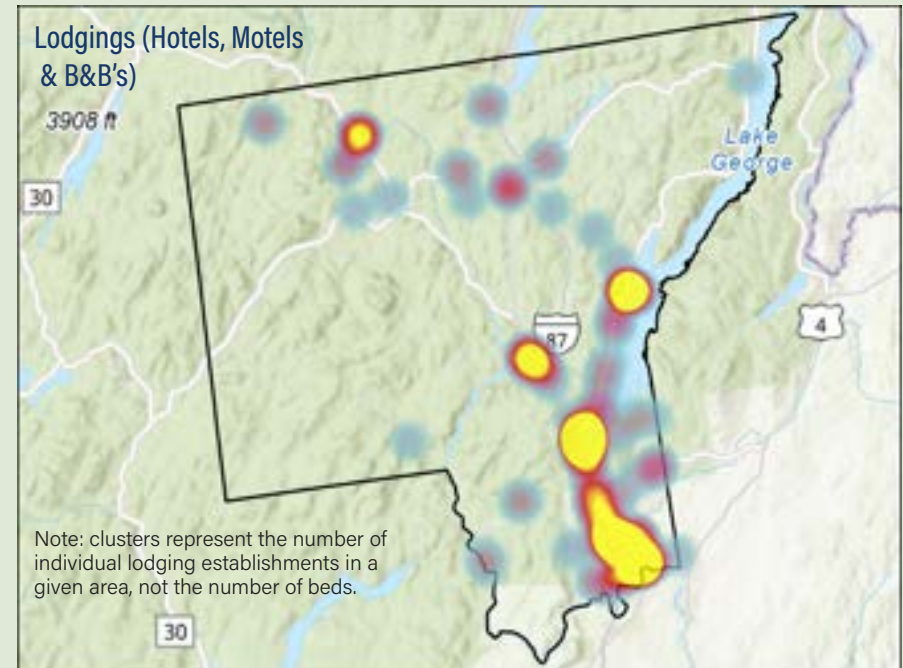 Lodgings (Hotels, Motels
& B&B's)
3908 ft
Lake
George
30
87
4
Note: clusters represent the number of
individual lodging establishments in a
given area, not the number of beds.
30